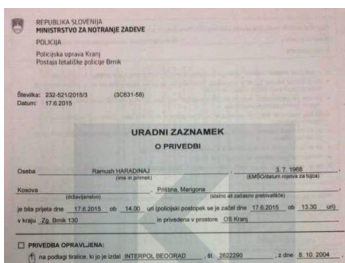 REPUBLIKA SLOVENIJA
MINISTRSTVO ZA NOTRANJE ZADEVE
POLICIJA
Policijska uprava Kranj
Postaja letališke policije Brnik
Številka: 232-521/2015/3 (3C631-56)
Datum: 17.6.2015
URADNI ZAZNAMEK
O PRIVEDBI
Oseba Ramush HARADINAJ , 3. 7. 1968
(ime in priimek) (EMŠO/datum rojstva za tujca)
Kosova , Priština, Marigona ,
(državljanstvo) (stalno ali začasno prebivališče)
je bila prijeta dne 17.6.2015 ob 14.00 uri (policijski postopek se je začel dne 17.6.2015 ob 13.30 uri)
v kraju Zg. Brnik 130 in privedena v prostore OS Kranj
PRIVEDBA OPRAVLJENA:
na podlagi tiralice, ki jo je izdal INTERPOL BEOGRAD , št. 2622290 , z dne 8. 10. 2004